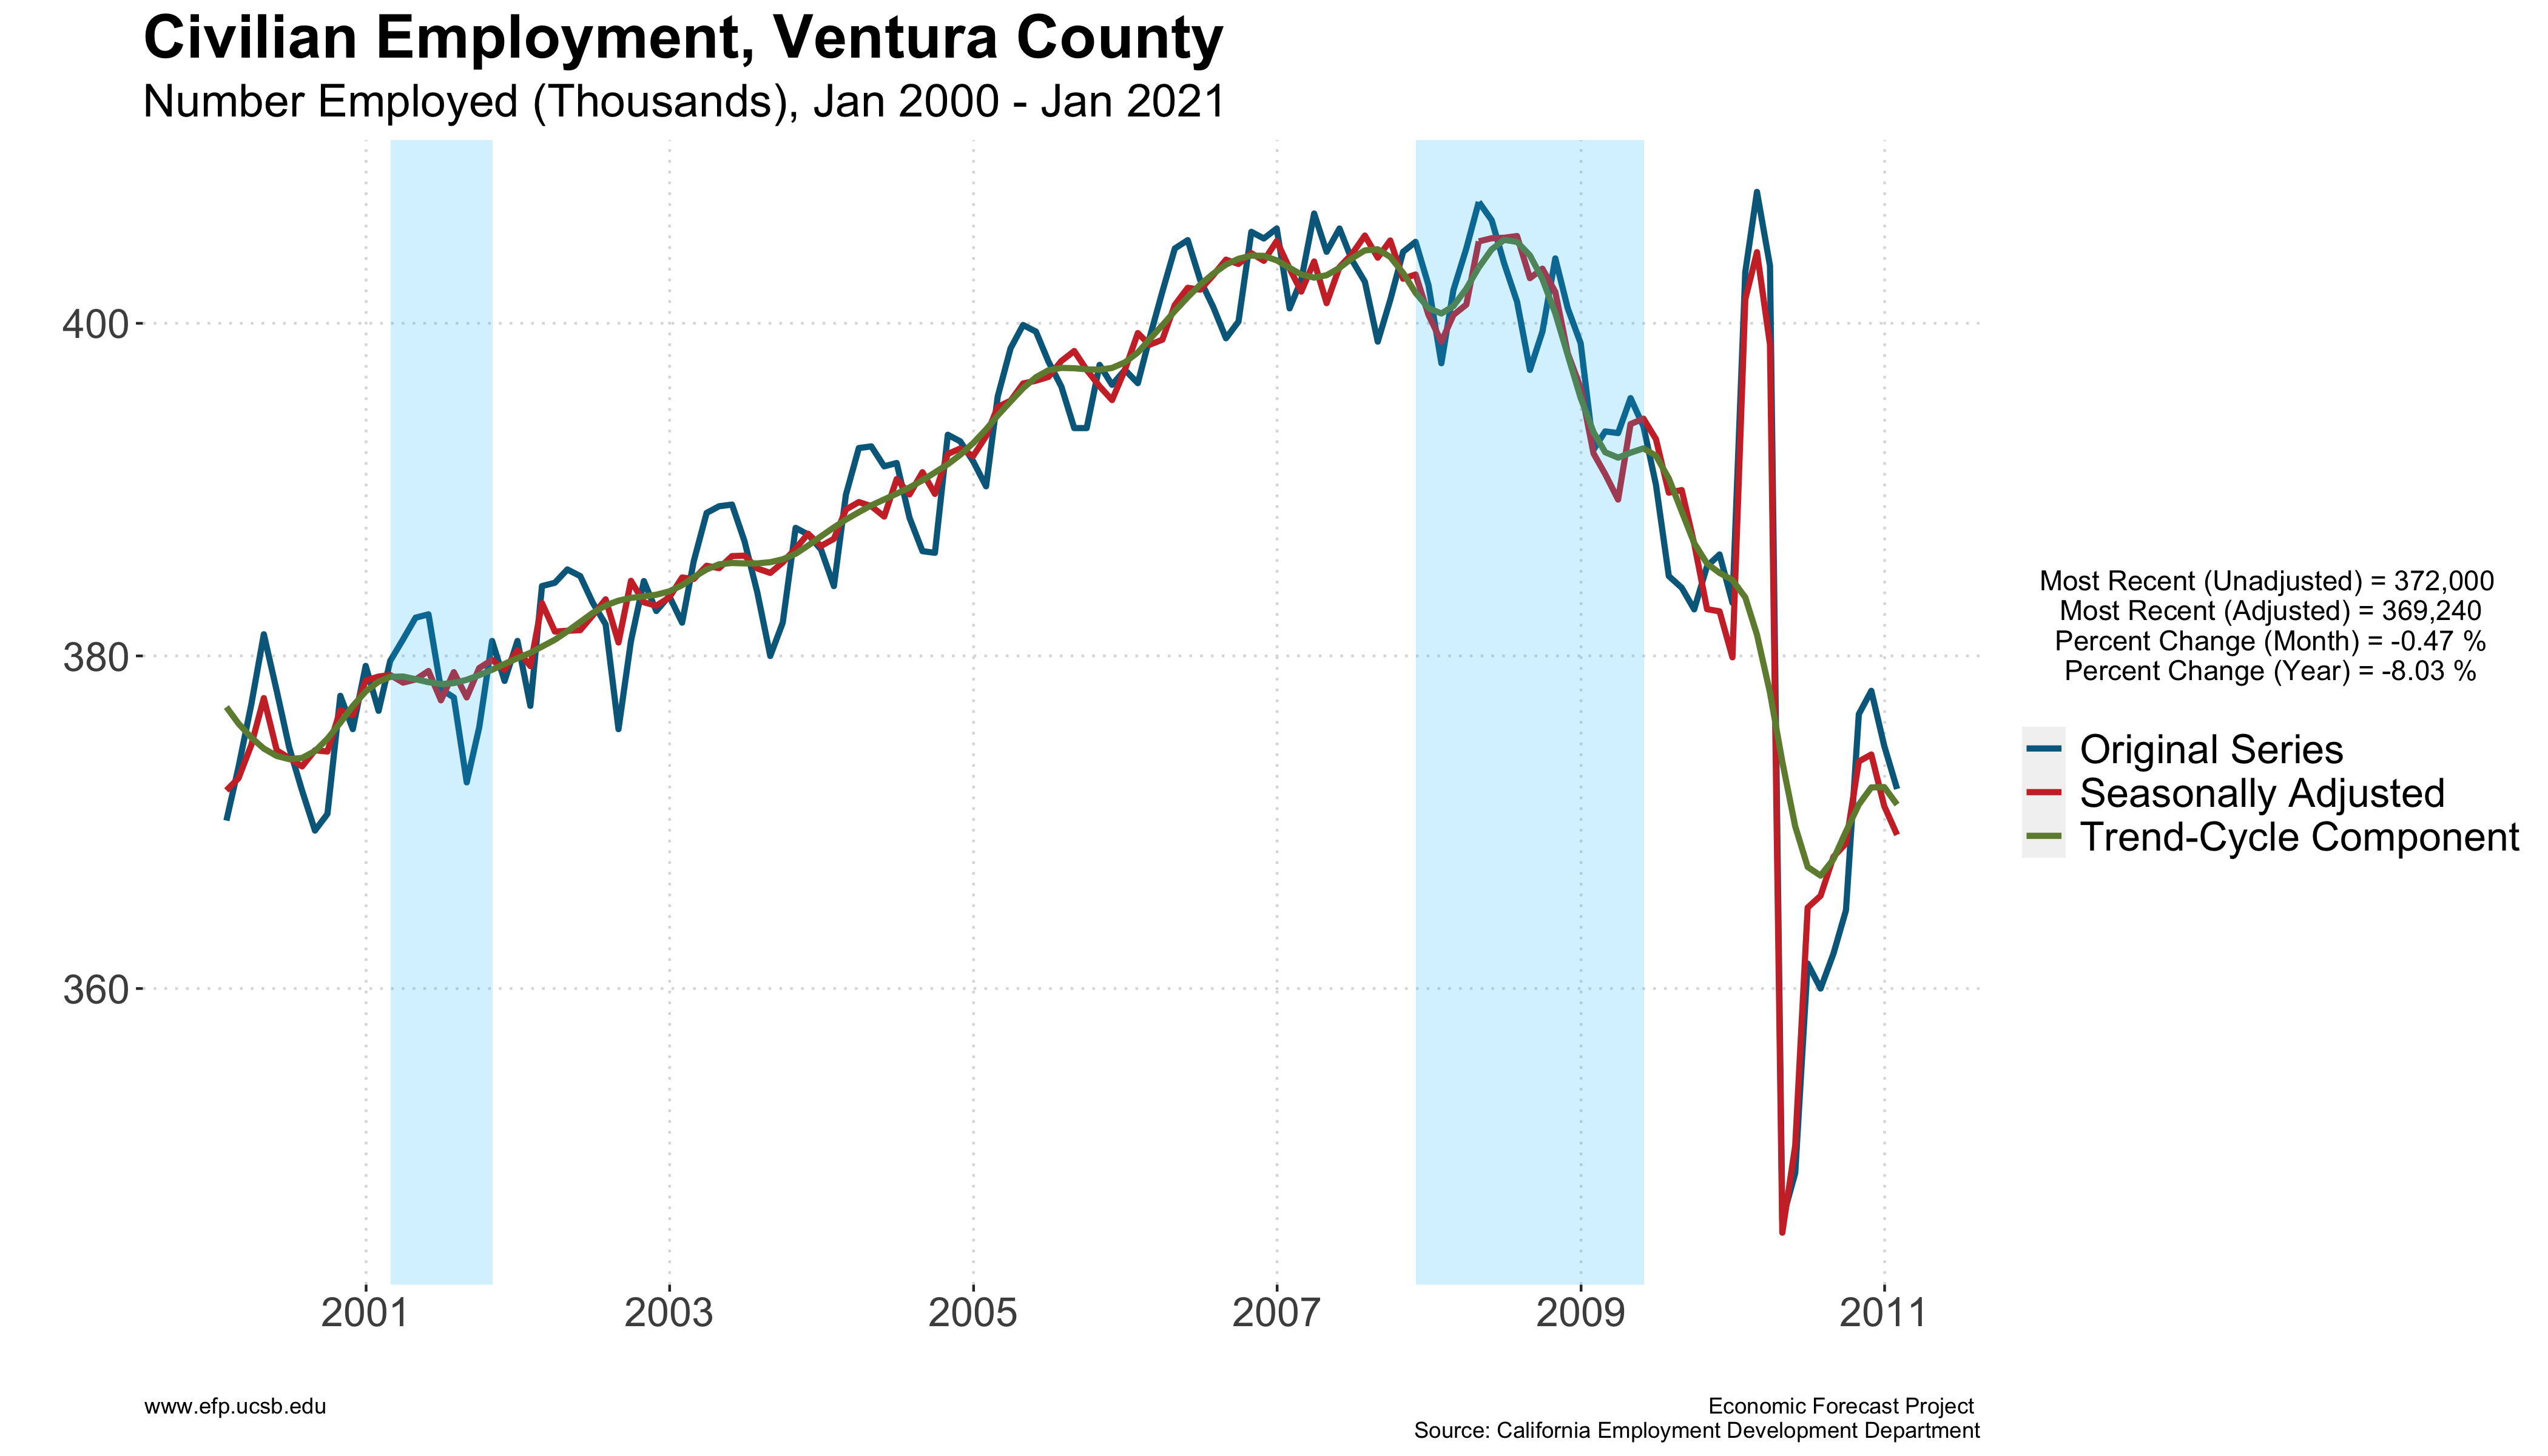 Civilian Employment, Ventura County
Number Employed (Thousands), Jan 2000 - Jan 2021
400
380
360
2001 2003 2005 2007 2009 2011
Most Recent (Unadjusted) = 372,000
Most Recent (Adjusted) = 369,240
Percent Change (Month) = -0.47 %
Percent Change (Year) = -8.03 %
Original Series
Seasonally Adjusted
Trend-Cycle Component
www.efp.ucsb.edu
Economic Forecast Project
Source: California Employment Development Department